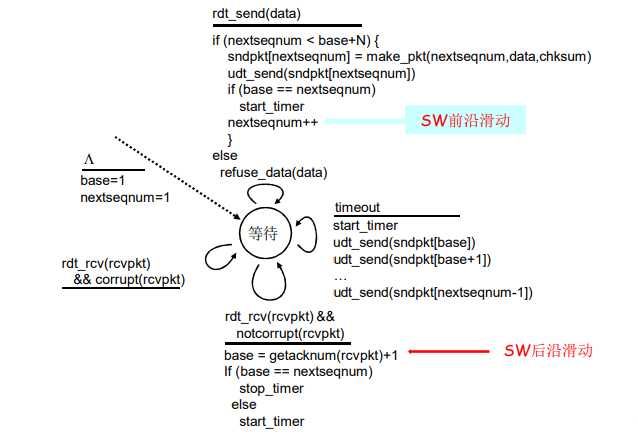 rdt_send(data)
if (nextseqnum < base+N) {
sndpkt[nextseqnum] = make_pkt(nextseqnum,data,chksum)
udt_send(sndpkt[nextseqnum])
if (base == nextseqnum)
start_timer
nextseqnum++
SW前沿滑动
}
else
refuse_data(data)
Λ
base=1
nextseqnum=1
等待
timeout
start_timer
udt_send(sndpkt[base])
udt_send(sndpkt[base+1])
…
udt_send(sndpkt[nextseqnum-1])
rdt_rcv(rcvpkt)
&& corrupt(rcvpkt)
rdt_rcv(rcvpkt) &&
notcorrupt(rcvpkt)
base = getacknum(rcvpkt)+1
SW后沿滑动
If (base == nextseqnum)
stop_timer
else
start_timer